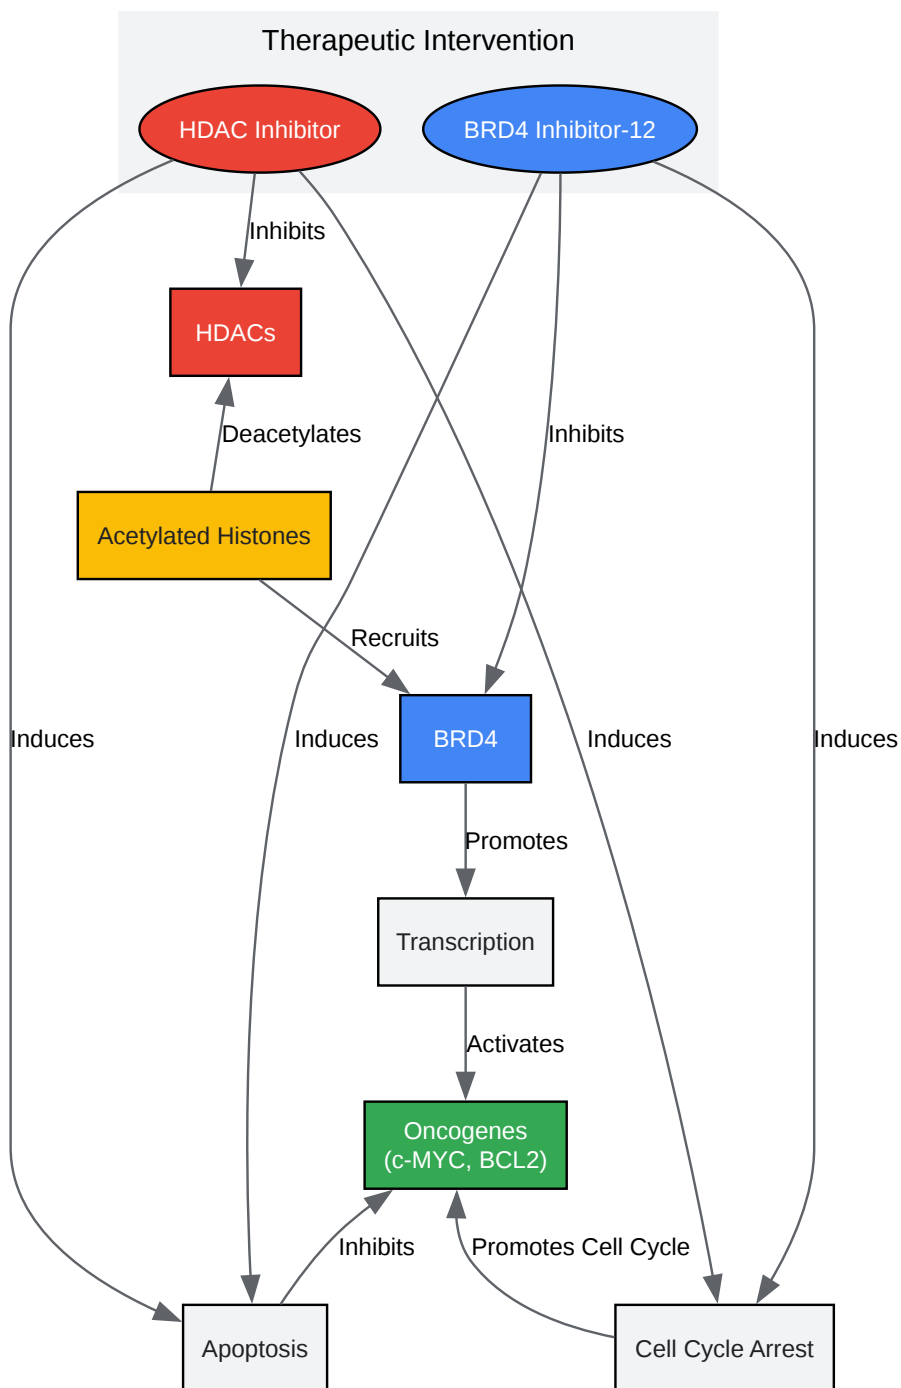 Therapeutic Intervention
HDAC Inhibitor
BRD4 Inhibitor-12
Inhibits
HDACs
Deacetylates
Inhibits
Acetylated Histones
Recruits
Induces
Induces
BRD4
Induces
Induces
Promotes
Transcription
Activates
Oncogenes
(c-MYC, BCL2)
Inhibits
Promotes Cell Cycle
Apoptosis
Cell Cycle Arrest